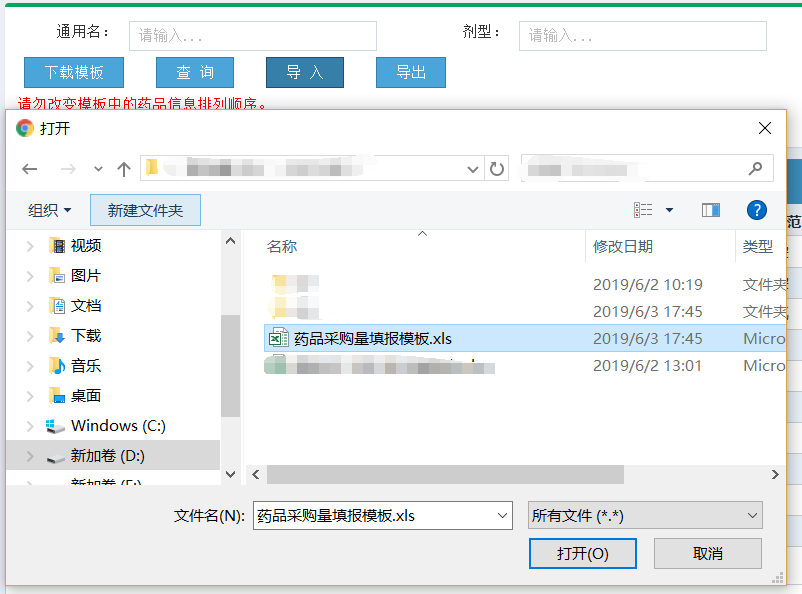 通用名： 请输入... 剂型： 请输入...
下载模板 查 询 导 入 导出
请勿改变模板中的药品信息排列顺序。
打开
组织 新建文件夹
视频
图片
文档
下载
音乐
桌面
Windows (C:)
新加卷 (D:)
名称 修改日期 类型
2019/6/2 10:19 文件夹
2019/6/3 17:45 文件夹
药品采购量填报模板.xls 2019/6/3 17:45 Micro
2019/6/2 13:01 Micro
范
文件名(N): 药品采购量填报模板.xls 所有文件 (*.*)
打开(O) 取消